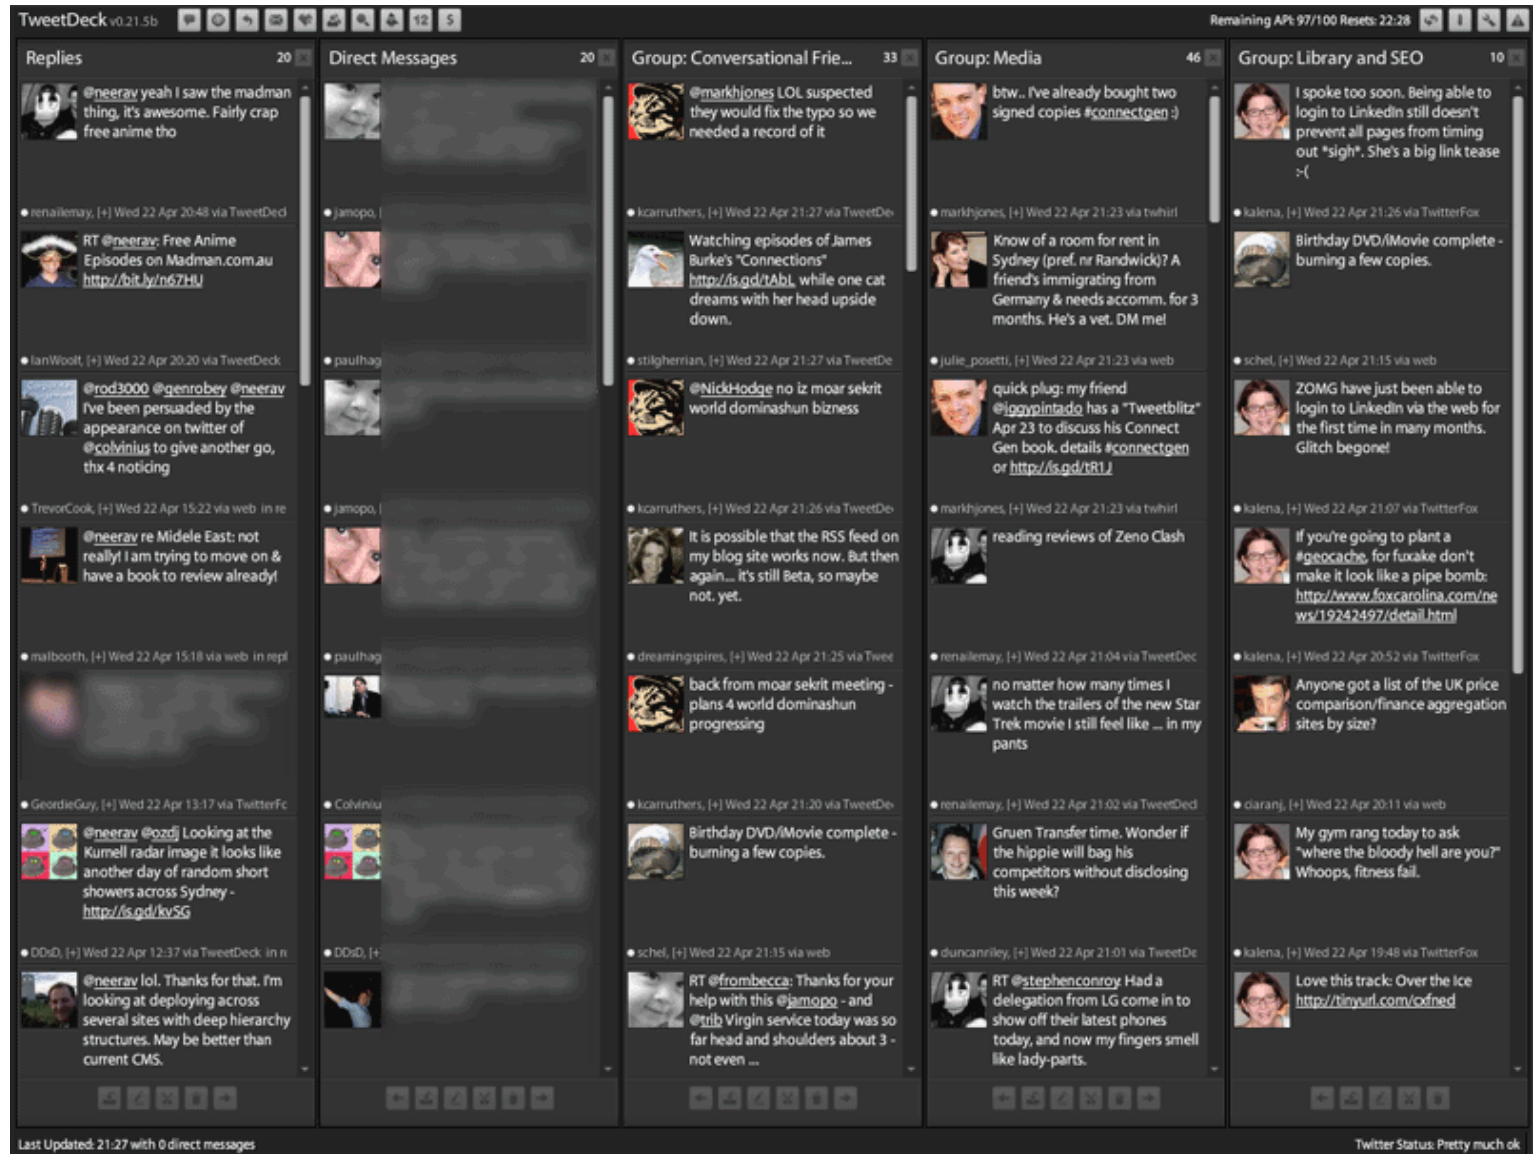 TweetDeck v0.21.5b
12
$
Remaining API: 97/100 Resets: 22:28
Replies 20
@neerav yeah I saw the madman
thing, it's awesome. Fairly crap
free anime tho
renailemay, [+] Wed 22 Apr 20:48 via TweetDecl
RT @neerav: Free Anime
Episodes on Madman.com.au
http://bit.ly/n67HU
IanWoolf, [+] Wed 22 Apr 20:20 via TweetDeck
@rod3000 @genrobey @neerav
I've been persuaded by the
appearance on twitter of
@colvinius to give another go,
thx 4 noticing
TrevorCook, [+] Wed 22 Apr 15:22 via web in re
@neerav re Midele East: not
really! I am trying to move on &
have a book to review already!
malbooth, [+] Wed 22 Apr 15:18 via web in repl
GeordieGuy, [+] Wed 22 Apr 13:17 via TwitterFc
@neerav @ozdj Looking at the
Kurnell radar image it looks like
another day of random short
showers across Sydney -
http://is.gd/kvSG
DDsD, [+] Wed 22 Apr 12:37 via TweetDeck in n
@neerav lol. Thanks for that. I'm
looking at deploying across
several sites with deep hierarchy
structures. May be better than
current CMS.
Direct Messages 20
jamopo, [
paulhag
jamopo, [
paulhag
Colviniu
DDsD, [+]
Group: Conversational Frie... 33
@markhjones LOL suspected
they would fix the typo so we
needed a record of it
kcarruthers, [+] Wed 22 Apr 21:27 via TweetDe
Watching episodes of James
Burke's "Connections"
http://is.gd/tAbL while one cat
dreams with her head upside
down.
stilgherrian, [+] Wed 22 Apr 21:27 via TweetDe
@NickHodge no iz moar sekrit
world dominashun bizness
kcarruthers, [+] Wed 22 Apr 21:26 via TweetDe
It is possible that the RSS feed on
my blog site works now. But then
again... it's still Beta, so maybe
not. yet.
dreamingspires, [+] Wed 22 Apr 21:25 via Twee
back from moar sekrit meeting -
plans 4 world dominashun
progressing
kcarruthers, [+] Wed 22 Apr 21:20 via TweetDe
Birthday DVD/iMovie complete -
burning a few copies.
schel, [+] Wed 22 Apr 21:15 via web
RT @frombecca: Thanks for your
help with this @jamopo - and
@trib Virgin service today was so
far head and shoulders about 3 -
not even ...
Group: Media 46
btw.. I've already bought two
signed copies #connectgen :)
markhjones, [+] Wed 22 Apr 21:23 via twhirl
Know of a room for rent in
Sydney (pref. nr Randwick)? A
friend's immigrating from
Germany & needs accomm. for 3
months. He's a vet. DM me!
julie_posetti, [+] Wed 22 Apr 21:23 via web
quick plug: my friend
@iggypintado has a "Tweetblitz"
Apr 23 to discuss his Connect
Gen book. details #connectgen
or http://is.gd/tR1J
markhjones, [+] Wed 22 Apr 21:23 via twhirl
reading reviews of Zeno Clash
renailemay, [+] Wed 22 Apr 21:04 via TweetDec
no matter how many times I
watch the trailers of the new Star
Trek movie I still feel like ... in my
pants
renailemay, [+] Wed 22 Apr 21:02 via TweetDecl
Gruen Transfer time. Wonder if
the hippie will bag his
competitors without disclosing
this week?
duncanriley, [+] Wed 22 Apr 21:01 via TweetDe
RT @stephenconroy: Had a
delegation from LG come in to
show off their latest phones
today, and now my fingers smell
like lady-parts.
Group: Library and SEO 10
I spoke too soon. Being able to
login to LinkedIn still doesn't
prevent all pages from timing
out *sigh*. She's a big link tease
:-(
kalena, [+] Wed 22 Apr 21:26 via TwitterFox
Birthday DVD/iMovie complete -
burning a few copies.
schel, [+] Wed 22 Apr 21:15 via web
ZOMG have just been able to
login to LinkedIn via the web for
the first time in many months.
Glitch begone!
kalena, [+] Wed 22 Apr 21:07 via TwitterFox
If you're going to plant a
#geocache, for fuxake don't
make it look like a pipe bomb:
http://www.foxcarolina.com/ne
ws/19242497/detail.html
kalena, [+] Wed 22 Apr 20:52 via TwitterFox
Anyone got a list of the UK price
comparison/finance aggregation
sites by size?
ciaranj, [+] Wed 22 Apr 20:11 via web
My gym rang today to ask
"where the bloody hell are you?"
Whoops, fitness fail.
kalena, [+] Wed 22 Apr 19:48 via TwitterFox
Love this track: Over the Ice
http://tinyurl.com/cxfned
Last Updated: 21:27 with 0 direct messages
Twitter Status: Pretty much ok